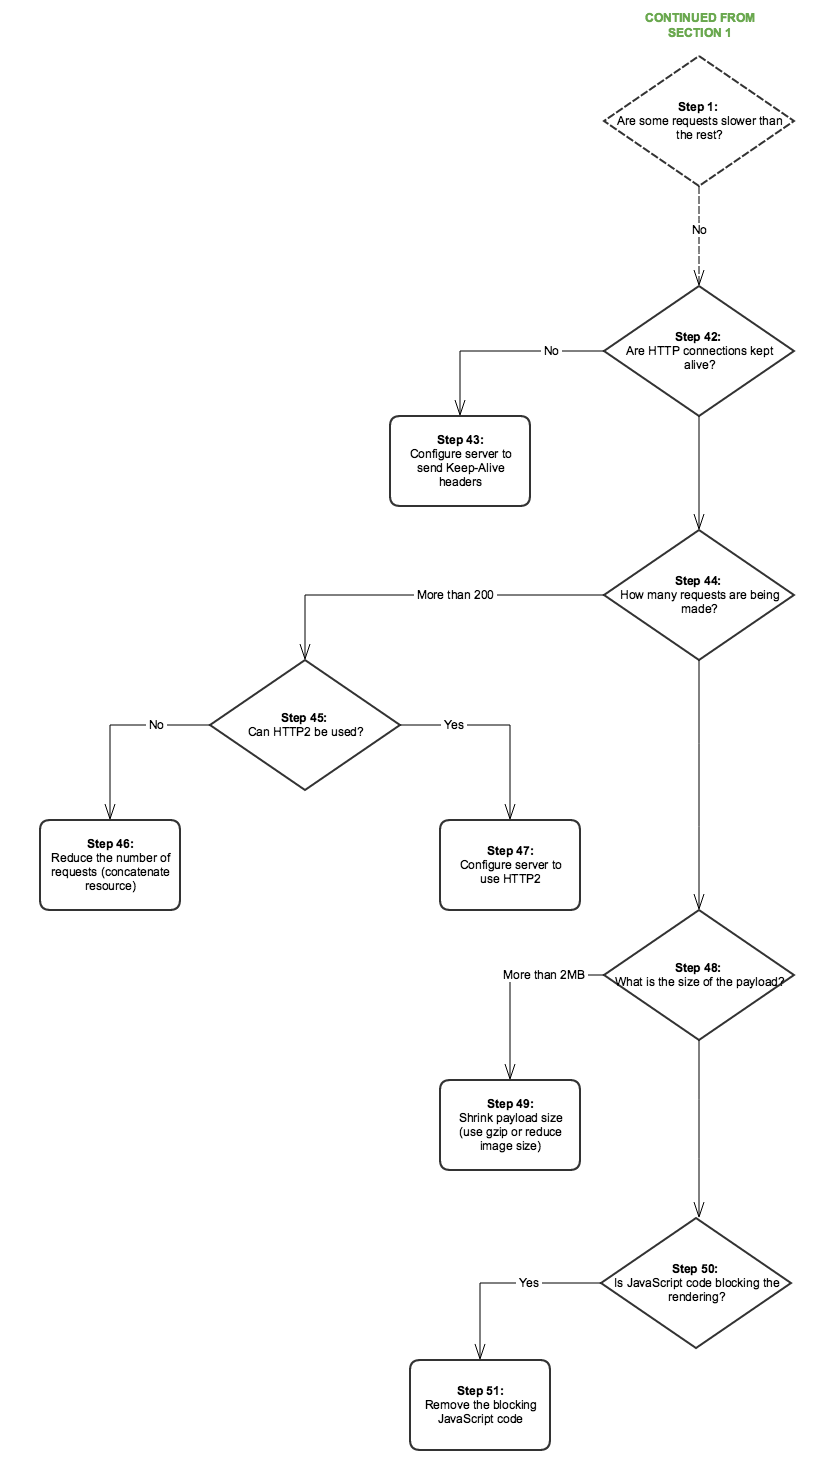 CONTINUED FROM
SECTION 1
Step 1:
Are some requests slower than
the rest?
No
Step 42:
Are HTTP connections kept
alive?
No
Step 43:
Configure server to
send Keep-Alive
headers
Step 44:
How many requests are being
made?
More than 200
Step 45:
Can HTTP2 be used?
No
Yes
Step 46:
Reduce the number of
requests (concatenate
resource)
Step 47:
Configure server to
use HTTP2
Step 48:
What is the size of the payload?
More than 2MB
Step 49:
Shrink payload size
(use gzip or reduce
image size)
Step 50:
Is JavaScript code blocking the
rendering?
Yes
Step 51:
Remove the blocking
JavaScript code